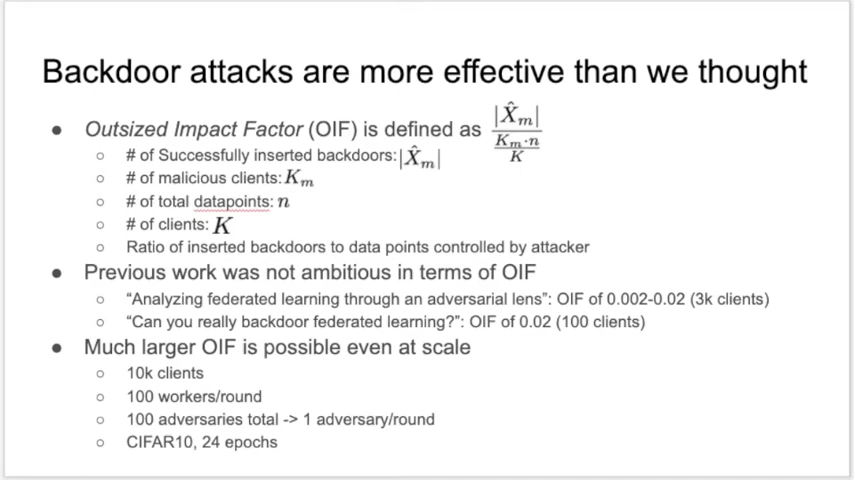 Backdoor attacks are more effective than we thought
● Outsized Impact Factor (OIF) is defined as |X̂ₘ| / (Kₘ·n / K)
○ # of Successfully inserted backdoors: |X̂ₘ|
○ # of malicious clients: Kₘ
○ # of total datapoints: n
○ # of clients: K
○ Ratio of inserted backdoors to data points controlled by attacker
● Previous work was not ambitious in terms of OIF
○ “Analyzing federated learning through an adversarial lens”: OIF of 0.002-0.02 (3k clients)
○ “Can you really backdoor federated learning?”: OIF of 0.02 (100 clients)
● Much larger OIF is possible even at scale
○ 10k clients
○ 100 workers/round
○ 100 adversaries total -> 1 adversary/round
○ CIFAR10, 24 epochs